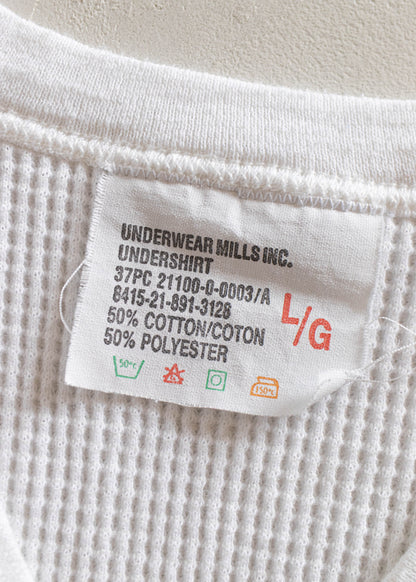 UNDERWEAR MILLS INC.
UNDERSHIRT
37PC 21100-0-0003/A
8415-21-891-3128
50% COTTON/COTON
50% POLYESTER
L/G
50°C
150°C